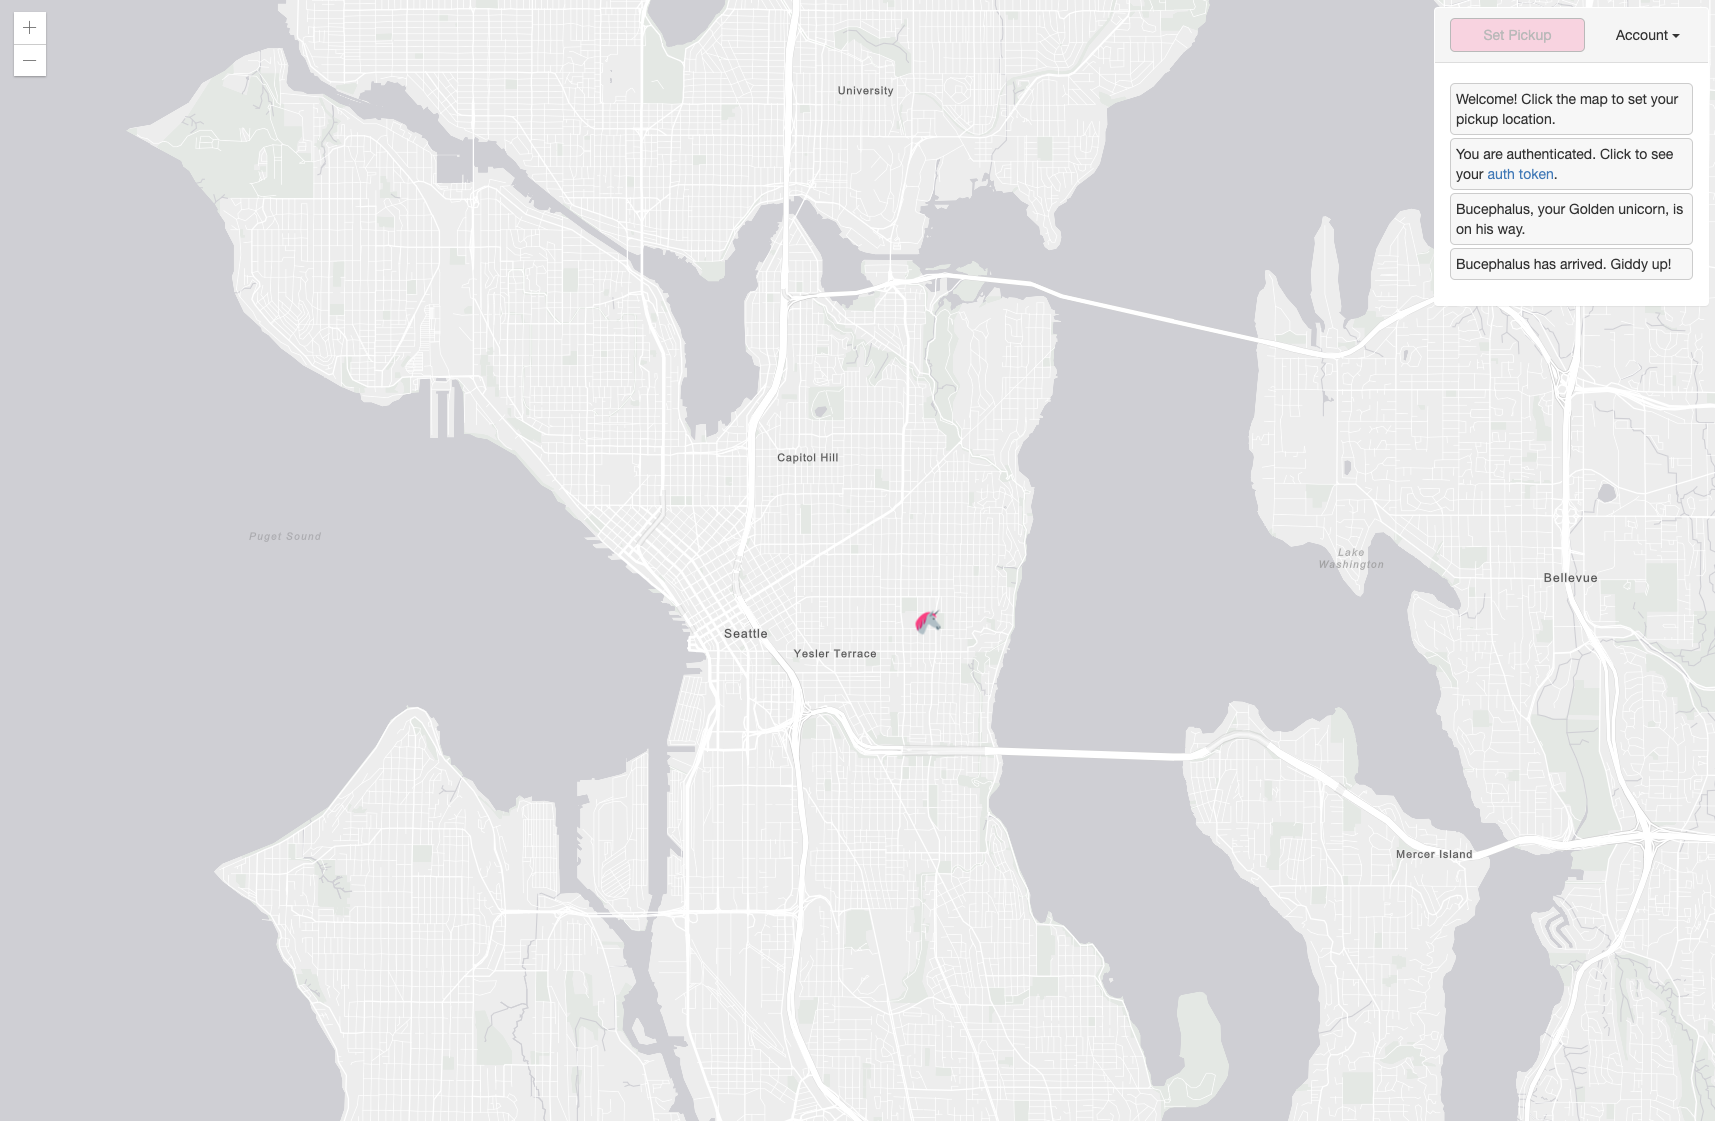 +
−
Set Pickup
Account
Welcome! Click the map to set your
pickup location.
You are authenticated. Click to see
your auth token.
Bucephalus, your Golden unicorn, is
on his way.
Bucephalus has arrived. Giddy up!
University
Capitol Hill
Puget Sound
Lake
Washington
Bellevue
Seattle
Yesler Terrace
Mercer Island